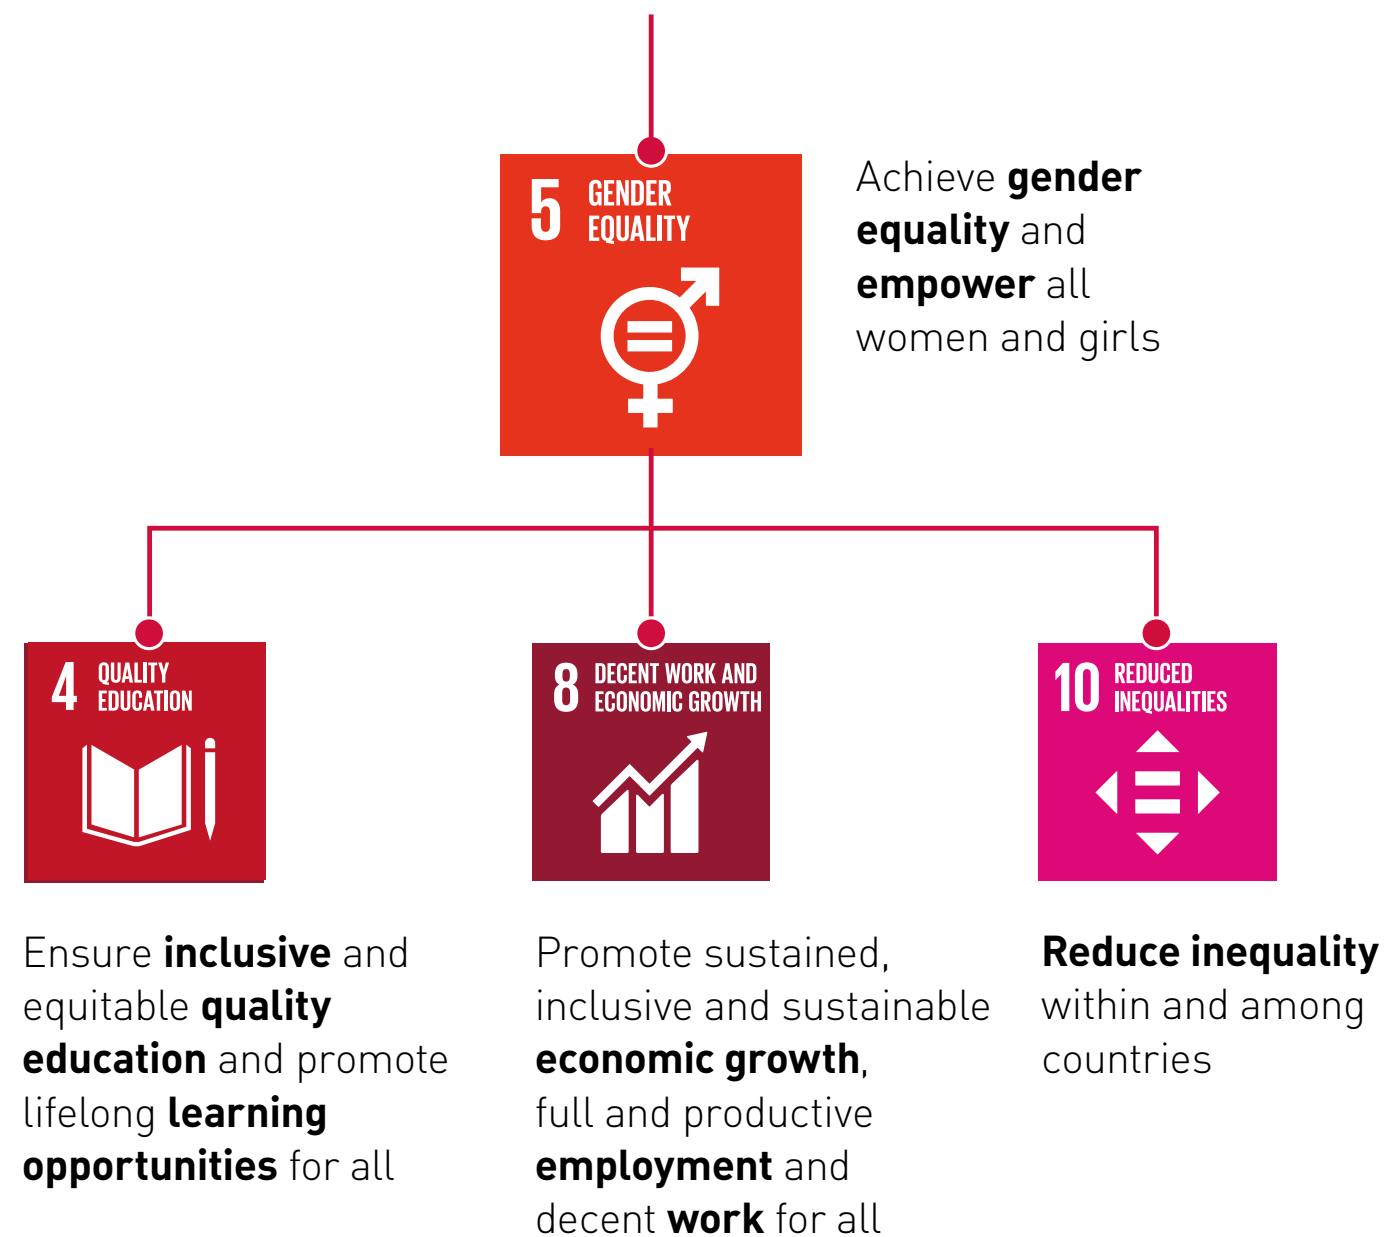 5 GENDER
EQUALITY
Achieve gender
equality and
empower all
women and girls
4 QUALITY
EDUCATION
Ensure inclusive and
equitable quality
education and promote
lifelong learning
opportunities for all
8 DECENT WORK AND
ECONOMIC GROWTH
Promote sustained,
inclusive and sustainable
economic growth,
full and productive
employment and
decent work for all
10 REDUCED
INEQUALITIES
Reduce inequality
within and among
countries